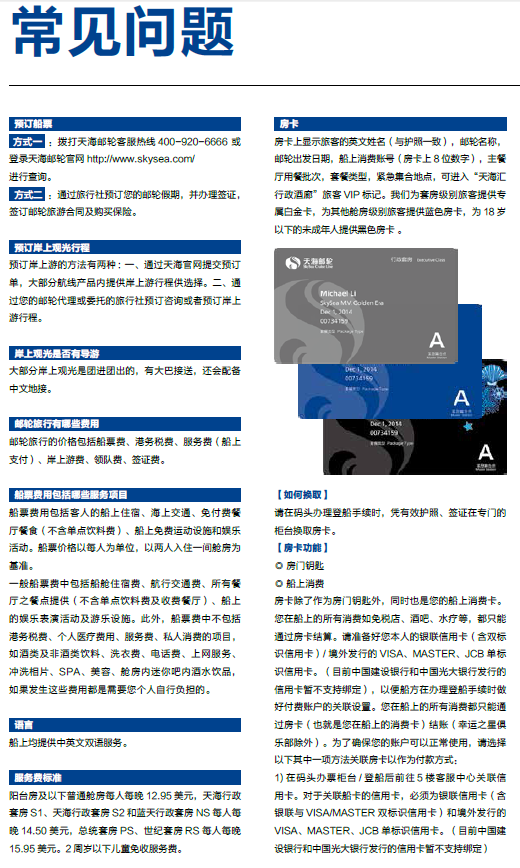 常见问题
预订船票
方式一 ：拨打天海邮轮客服热线 400-920-6666 或
登录天海邮轮官网 http://www.skysea.com/
进行查询。
方式二 ：通过旅行社预订您的邮轮假期，并办理签证，
签订邮轮旅游合同及购买保险。
预订岸上观光行程
预订岸上游的方法有两种：一、通过天海官网提交预订
单，大部分航线产品内提供岸上游行程供选择。二、通
过您的邮轮代理或委托的旅行社预订咨询或者预订岸上
游行程。
岸上观光是否有导游
大部分岸上观光是团进团出的，有大巴接送，还会配备
中文地接。
邮轮旅行有哪些费用
邮轮旅行的价格包括船票费、港务税费、服务费（船上
支付）、岸上游费、领队费、签证费。
船票费用包括哪些服务项目
船票费用包括客人的船上住宿、海上交通、免付费餐
厅餐食（不含单点饮料费）、船上免费运动设施和娱乐
活动。船票价格以每人为单位，以两人入住一间舱房为
基准。
一般船票费中包括船舱住宿费、航行交通费、所有餐
厅之餐点提供（不含单点饮料费及收费餐厅）、船上
的娱乐表演活动及游乐设施。此外，船票费中不包括
港务税费、个人医疗费用、服务费、私人消费的项目，
如酒类及非酒类饮料、洗衣费、电话费、上网服务、
冲洗相片、SPA、美容、舱房内迷你吧内酒水饮品，
如果发生这些费用都是需要您个人自行负担的。
语言
船上均提供中英文双语服务。
服务费标准
阳台房及以下普通舱房每人每晚 12.95 美元，天海行政
套房 S1、天海行政套房 S2 和蓝天行政套房 NS 每人每
晚 14.50 美元，总统套房 PS、世纪套房 RS 每人每晚
15.95 美元。2 周岁以下儿童免收服务费。
房卡
房卡上显示旅客的英文姓名（与护照一致），邮轮名称，
邮轮出发日期，船上消费账号（房卡上 8 位数字），主餐
厅用餐批次，套餐类型，紧急集合地点，可进入“天海汇
行政酒廊”旅客 VIP 标记。我们为套房级别旅客提供专
属白金卡，为其他舱房级别旅客提供蓝色房卡，为 18 岁
以下的未成年人提供黑色房卡 。
天海邮轮
SkySea Cruise Line
行政套房
Michael Li
SkySea M.V. Golden Era
Dec 1, 2014
00734159
套餐类型 Package Type
A
Dec 1, 2014
00734159
套餐类型 Package Type
A
Dec 1, 2014
00734159
套餐类型 Package Type
A
【如何换取】
请在码头办理登船手续时，凭有效护照、签证在专门的
柜台换取房卡。
【房卡功能】
◎ 房门钥匙
◎ 船上消费
房卡除了作为房门钥匙外，同时也是您的船上消费卡。
您在船上的所有消费如免税店、酒吧、水疗等，都只能
通过房卡结算。请准备好您本人的银联信用卡（含双标
识信用卡）/ 境外发行的 VISA、MASTER、JCB 单标
识信用卡。（目前中国建设银行和中国光大银行发行的
信用卡暂不支持绑定），以便船方在办理登船手续时做
好付费账户的关联设置。您在船上的所有消费都只能通
过房卡（也就是您在船上的消费卡）结账（幸运之星俱
乐部除外）。为了确保您的账户可以正常使用，请选择
以下其中一项方法关联房卡以作为付款方式：
1) 在码头办票柜台 / 登船后前往 5 楼客服中心关联信
用卡。对于关联船卡的信用卡，必须为银联信用卡（含
银联与 VISA/MASTER 双标识信用卡）和境外发行的
VISA、MASTER、JCB 单标识信用卡。（目前中国建
设银行和中国光大银行发行的信用卡暂不支持绑定）